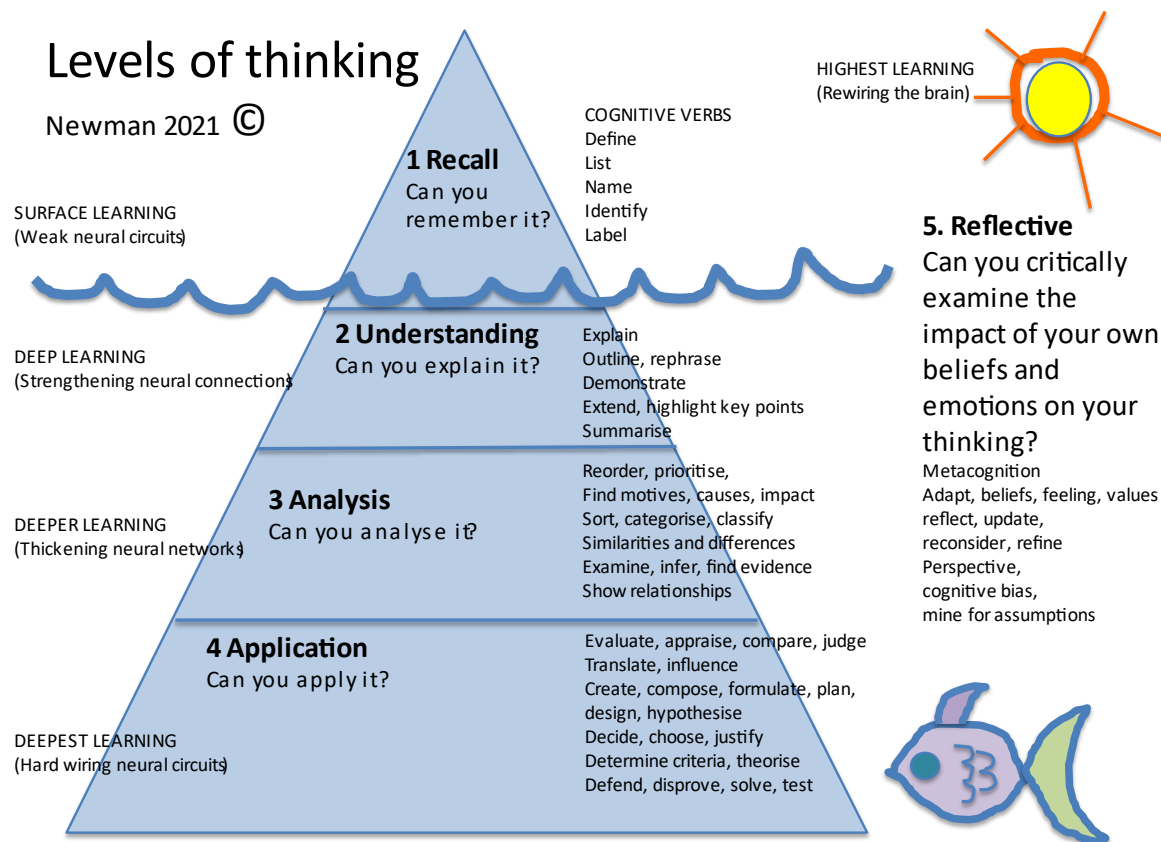 Levels of thinking
Newman 2021 ©
HIGHEST LEARNING
(Rewiring the brain)
COGNITIVE VERBS
Define
List
Name
Identify
Label
1 Recall
Can you
remember it?
SURFACE LEARNING
(Weak neural circuits)
2 Understanding
Can you explain it?
DEEP LEARNING
(Strengthening neural connections)
Explain
Outline, rephrase
Demonstrate
Extend, highlight key points
Summarise
3 Analysis
Can you analyse it?
DEEPER LEARNING
(Thickening neural networks)
Reorder, prioritise,
Find motives, causes, impact
Sort, categorise, classify
Similarities and differences
Examine, infer, find evidence
Show relationships
4 Application
Can you apply it?
DEEPEST LEARNING
(Hard wiring neural circuits)
Evaluate, appraise, compare, judge
Translate, influence
Create, compose, formulate, plan,
design, hypothesise
Decide, choose, justify
Determine criteria, theorise
Defend, disprove, solve, test
5. Reflective
Can you critically
examine the
impact of your own
beliefs and
emotions on your
thinking?
Metacognition
Adapt, beliefs, feeling, values
reflect, update,
reconsider, refine
Perspective,
cognitive bias,
mine for assumptions